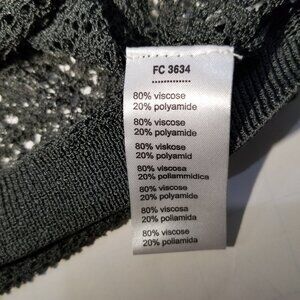 FC 3634
80% viscose
20% polyamide
80% viscose
20% polyamide
80% viskose
20% polyamid
80% viscosa
20% poliammidica
80% viscose
20% polyamide
80% viscosa
20% poliamida
80% viscose
20% poliamida